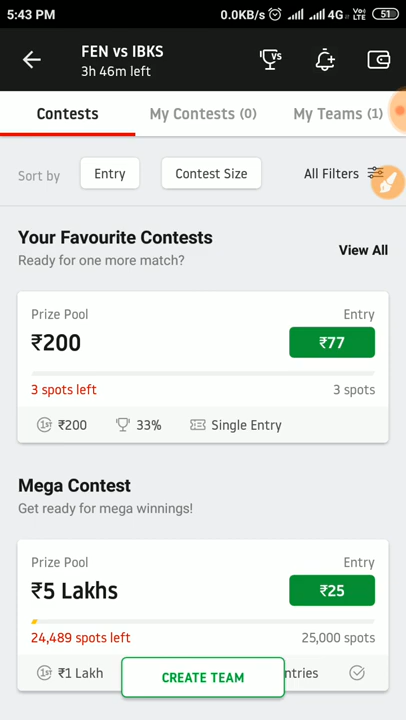 5:43 PM 0.0KB/s 4G Vo LTE 51
FEN vs IBKS
3h 46m left
VS
Contests My Contests (0) My Teams (1)
Sort by Entry Contest Size All Filters
Your Favourite Contests
View All
Ready for one more match?
Prize Pool Entry
₹200 ₹77
3 spots left 3 spots
1st ₹200 33% Single Entry
Mega Contest
Get ready for mega winnings!
Prize Pool Entry
₹5 Lakhs ₹25
24,489 spots left 25,000 spots
1st ₹1 Lakh CREATE TEAM ntries